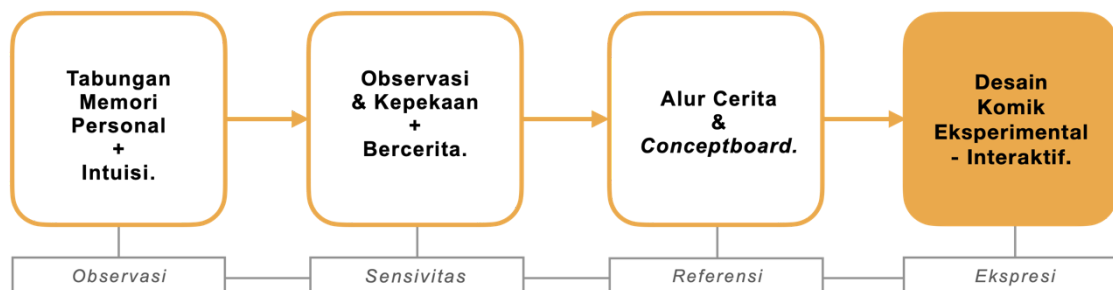 Tabungan
Memori
Personal
+
Intuisi.
Observasi
& Kepekaan
+
Bercerita.
Alur Cerita
&
Conceptboard.
Desain
Komik
Eksperimental
- Interaktif.
Observasi
Sensivitas
Referensi
Ekspresi